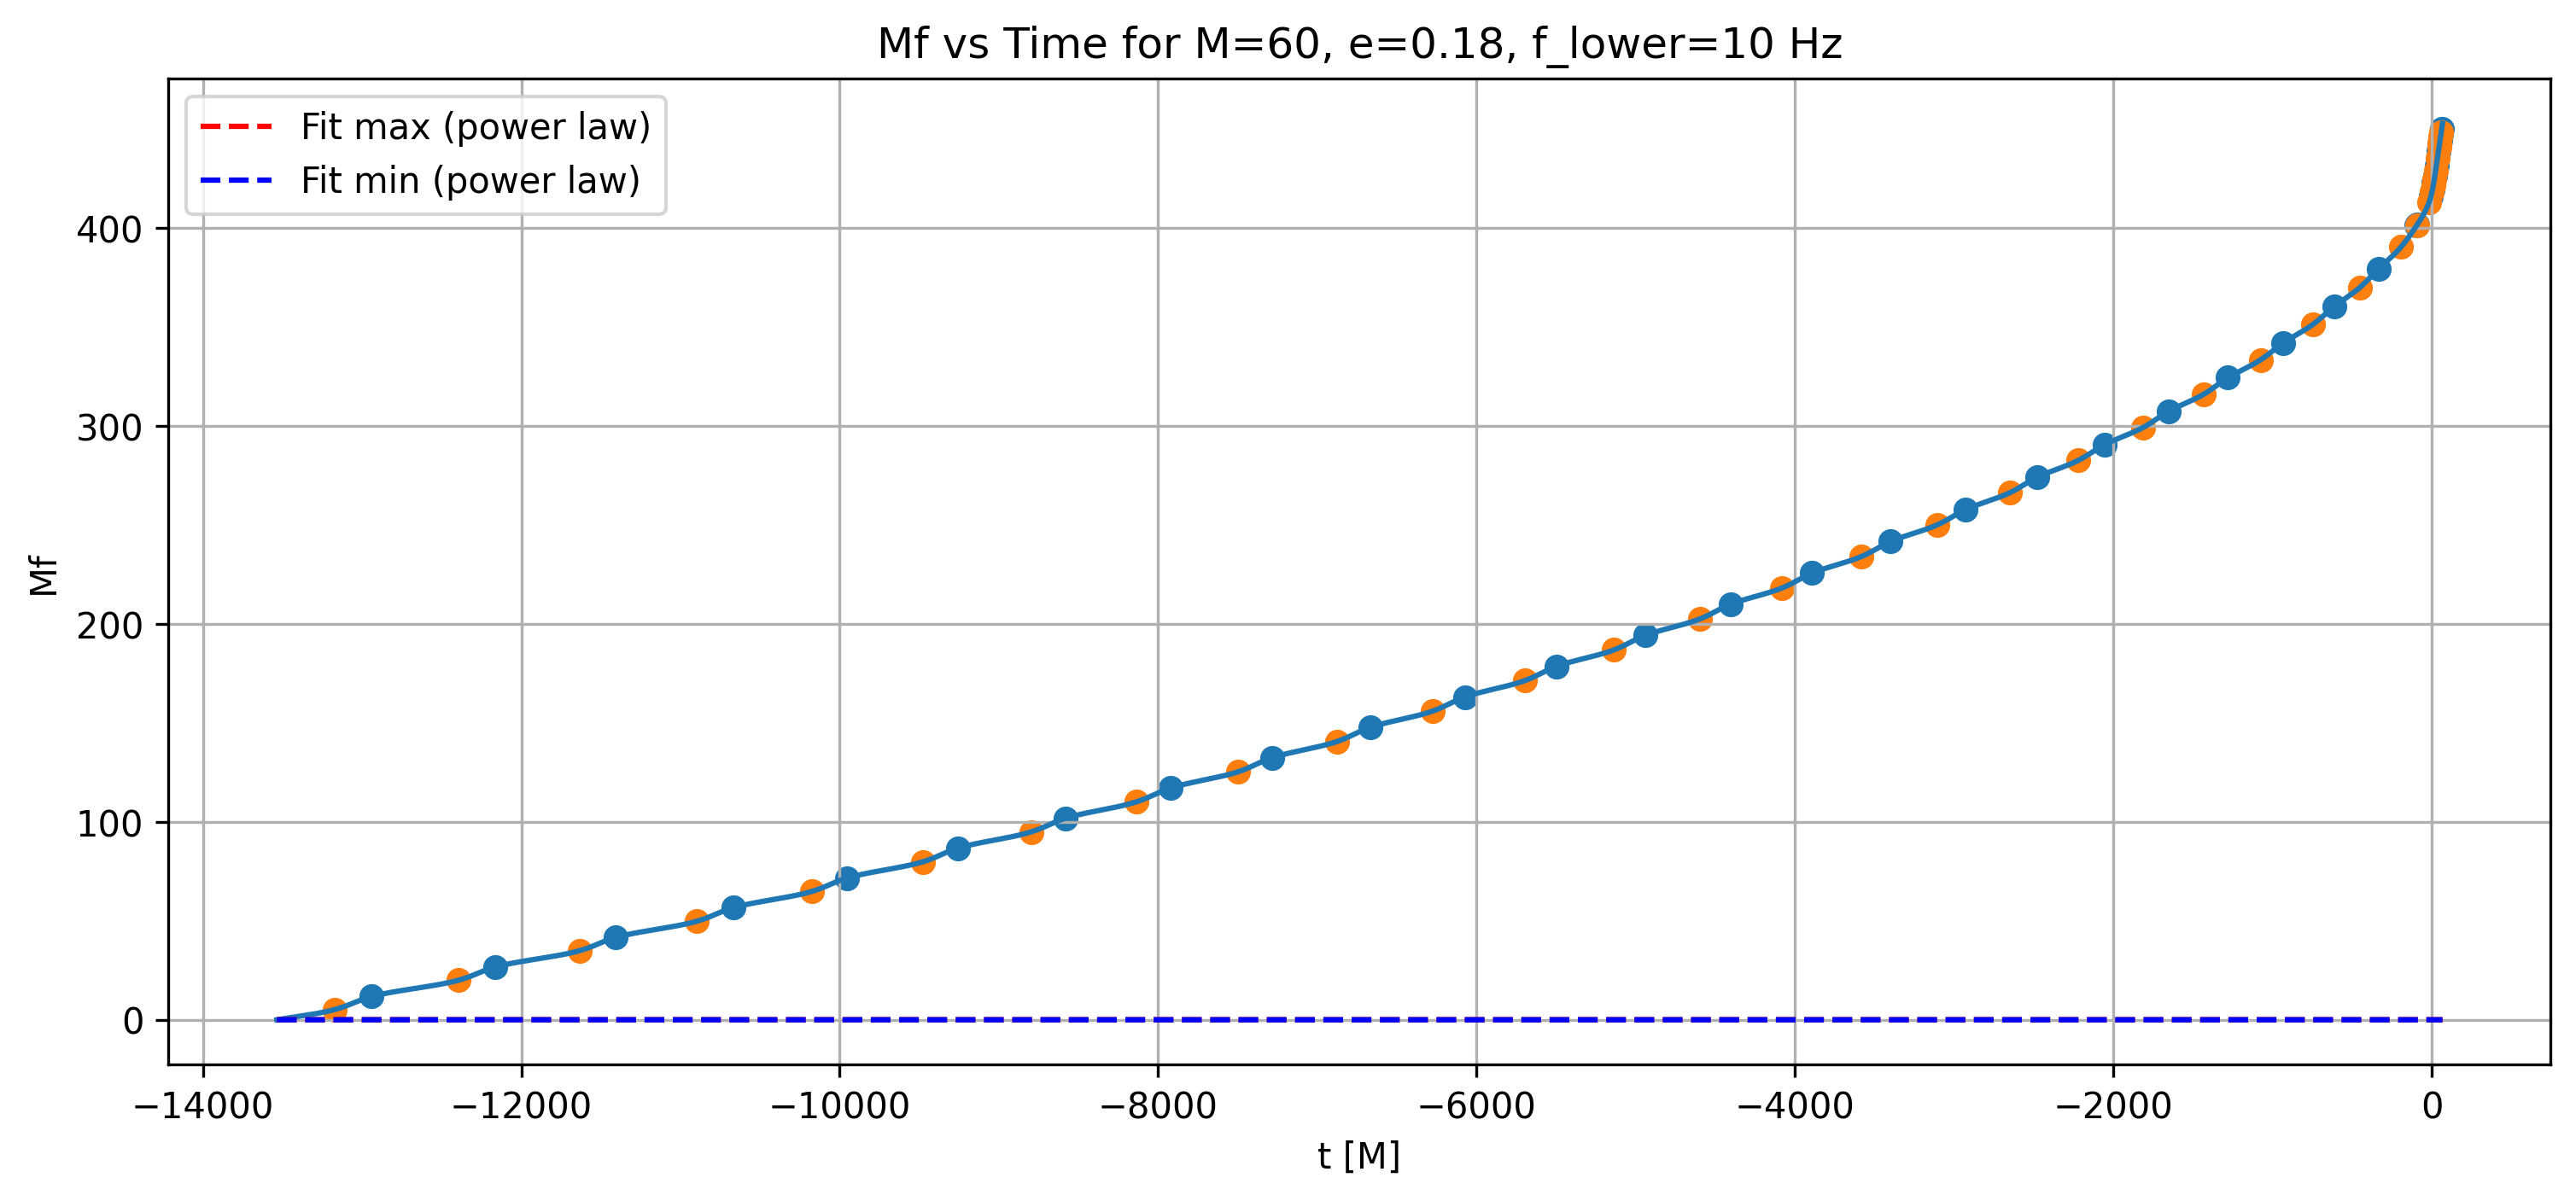 Mf vs Time for M=60, e=0.18, f_lower=10 Hz
Fit max (power law)
Fit min (power law)
400
300
200
100
0
Mf
−14000 −12000 −10000 −8000 −6000 −4000 −2000 0
t [M]